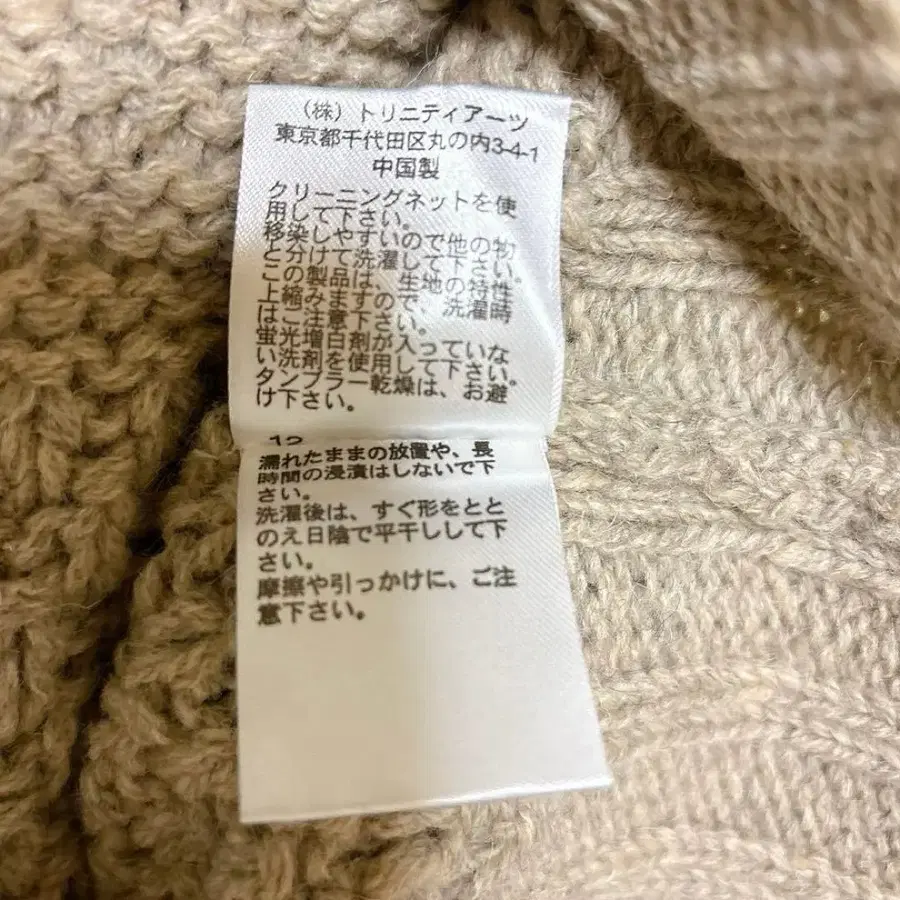 (株)トリニティアーツ
東京都千代田区丸の内3-4-1
中国製
クリーニングネットを使
用して下さい。
移染しやすいので他の物
と分けて洗濯して下さい。
この製品は、生地の特性
上縮みますので、洗濯時
はご注意下さい。
蛍光増白剤が入っていな
い洗剤を使用して下さい。
タンブラー乾燥は、お避
け下さい。
12
濡れたままの放置や、長
時間の浸漬はしないで下
さい。
洗濯後は、すぐ形をとと
のえ日陰で平干しして下
さい。
摩擦や引っかけに、ご注
意下さい。